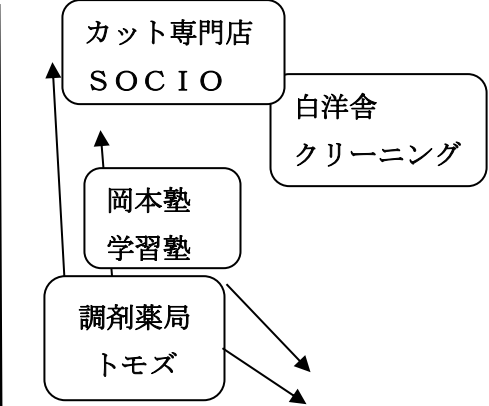 カット専門店
ＳＯＣＩＯ
白洋舎
クリーニング
岡本塾
学習塾
調剤薬局
トモズ